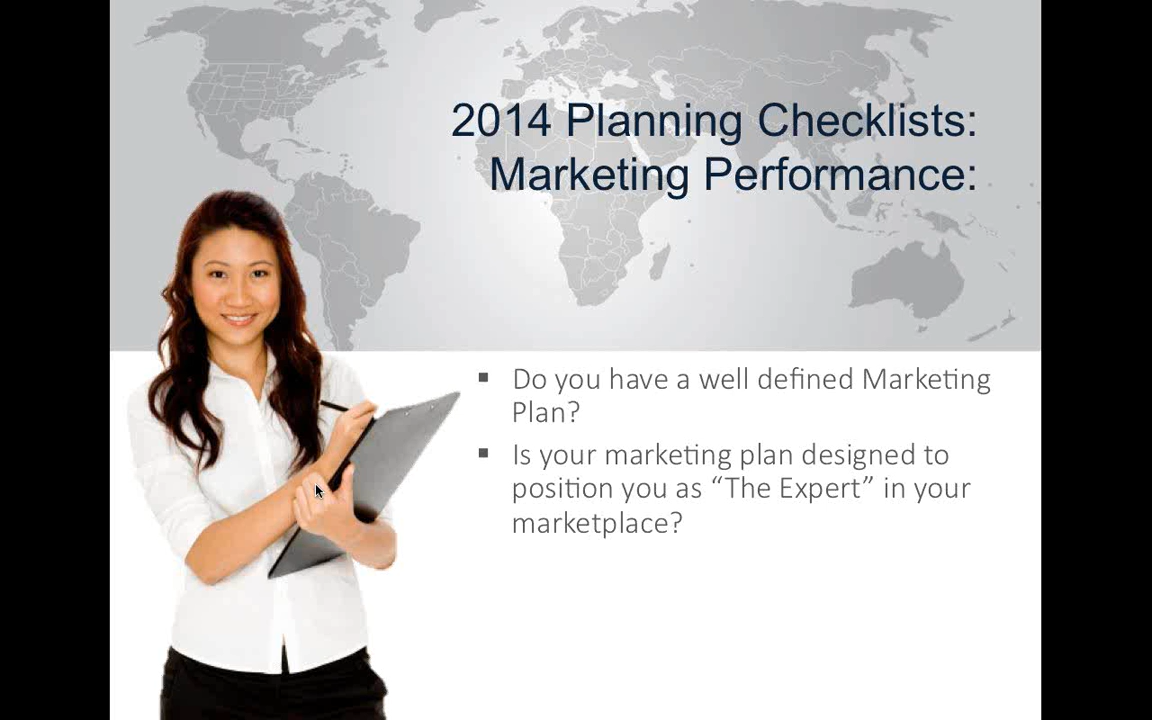 2014 Planning Checklists:
Marketing Performance:
▪ Do you have a well defined Marketing
Plan?
▪ Is your marketing plan designed to
position you as “The Expert” in your
marketplace?